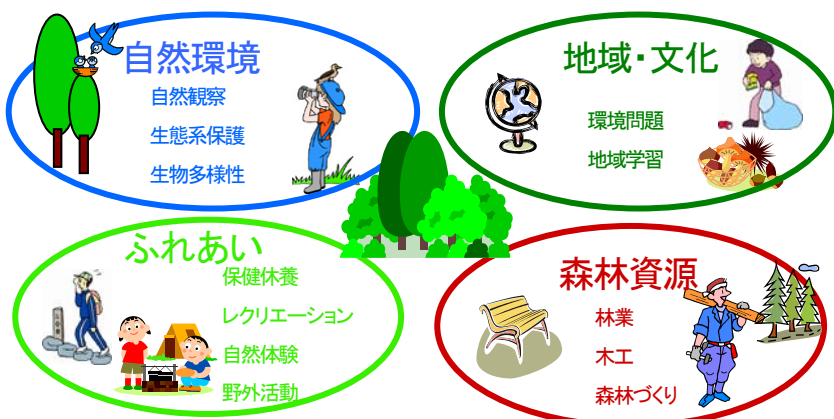 自然環境
自然観察
生態系保護
生物多様性
地域・文化
環境問題
地域学習
ふれあい
保健休養
レクリエーション
自然体験
野外活動
森林資源
林業
木工
森林づくり